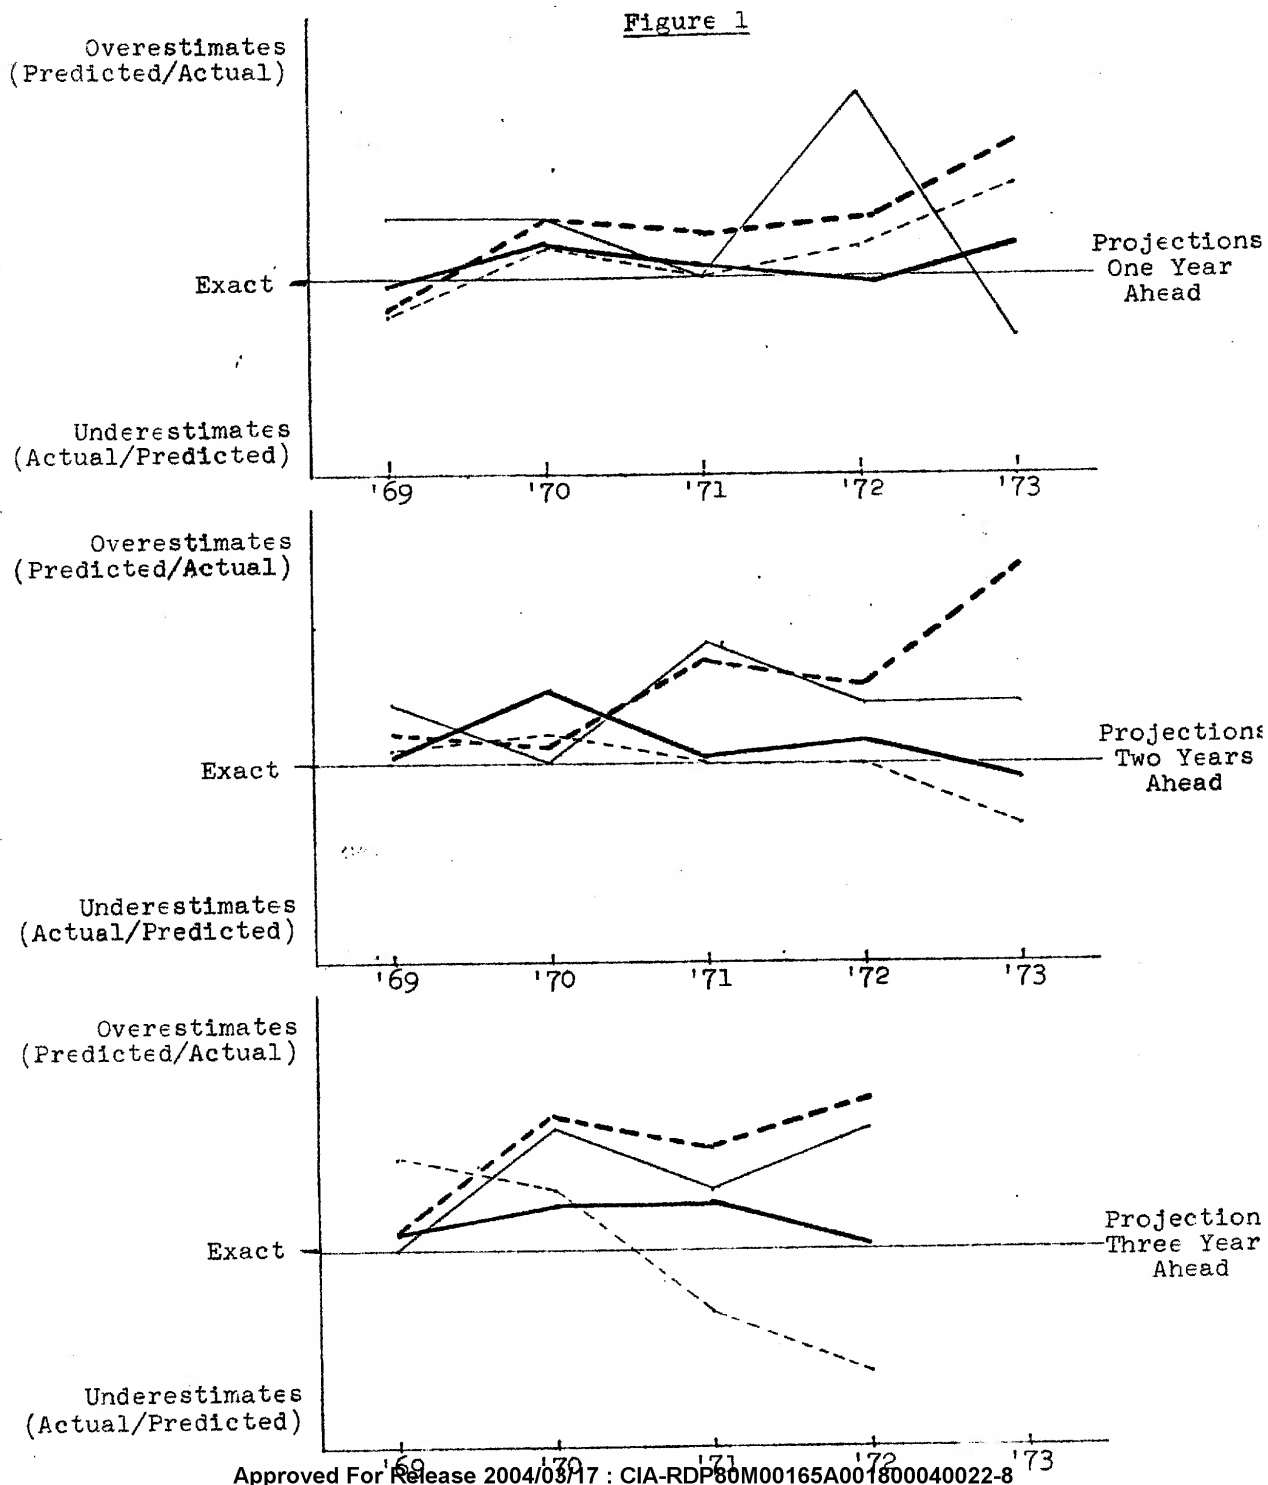 Figure 1
Overestimates
(Predicted/Actual)
Exact
Projections
One Year
Ahead
Underestimates
(Actual/Predicted)
'69 '70 '71 '72 '73
Overestimates
(Predicted/Actual)
Exact
Projections
Two Years
Ahead
Underestimates
(Actual/Predicted)
'69 '70 '71 '72 '73
Overestimates
(Predicted/Actual)
Exact
Projection
Three Year
Ahead
Underestimates
(Actual/Predicted)
'69 '70 '71 '72 '73
Approved For Release 2004/03/17 : CIA-RDP80M00165A001800040022-8